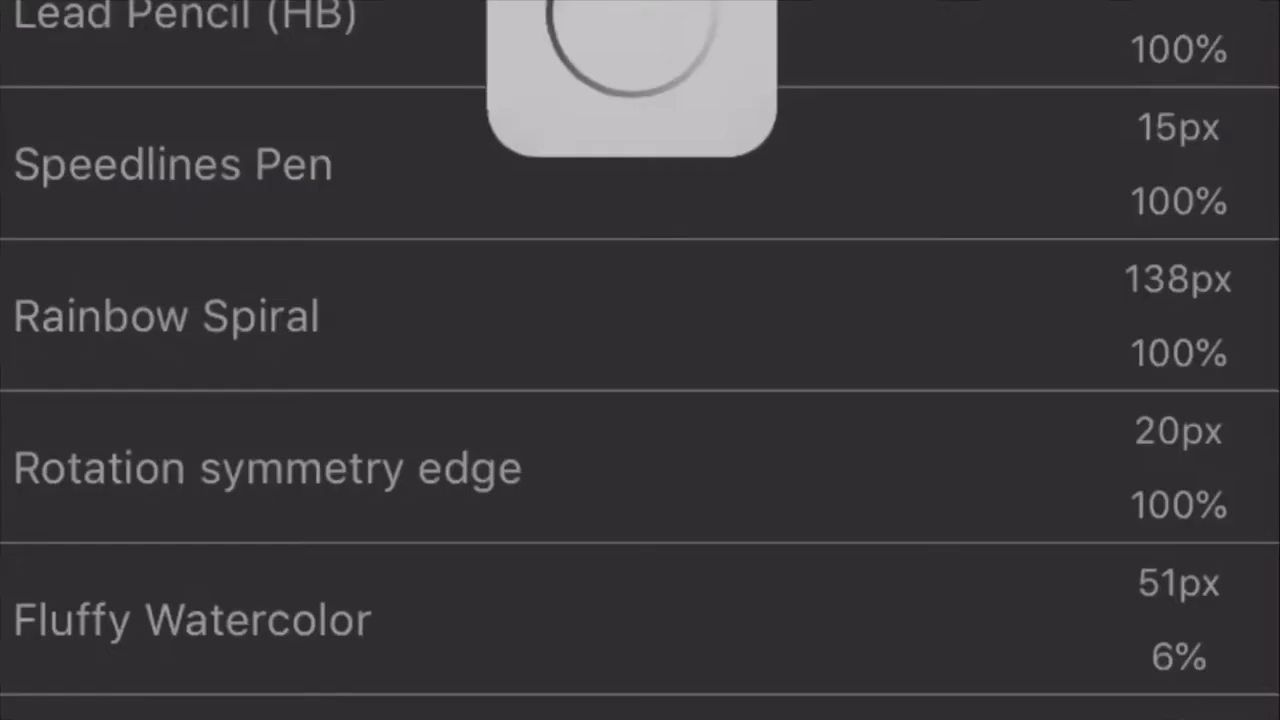 Lead Pencil (HB)
100%
Speedlines Pen
15px
100%
Rainbow Spiral
138px
100%
Rotation symmetry edge
20px
100%
Fluffy Watercolor
51px
6%